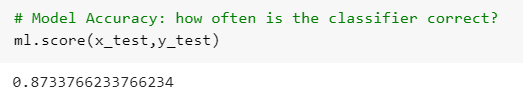 # Model Accuracy: how often is the classifier correct?
ml.score(x_test,y_test)
0.8733766233766234